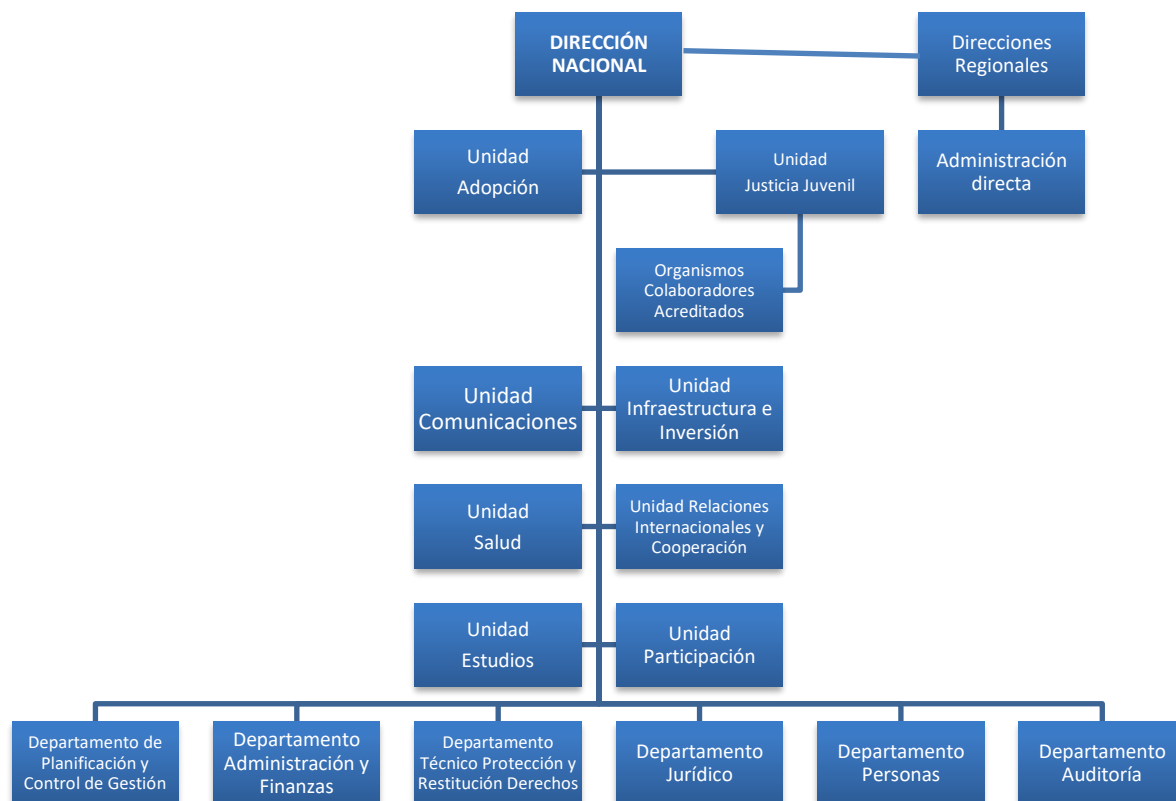 DIRECCIÓN
NACIONAL
Direcciones
Regionales
Unidad
Adopción
Unidad
Justicia Juvenil
Administración
directa
Organismos
Colaboradores
Acreditados
Unidad
Comunicaciones
Unidad
Infraestructura e
Inversión
Unidad
Salud
Unidad Relaciones
Internacionales y
Cooperación
Unidad
Estudios
Unidad
Participación
Departamento de
Planificación y
Control de Gestión
Departamento
Administración y
Finanzas
Departamento
Técnico Protección y
Restitución Derechos
Departamento
Jurídico
Departamento
Personas
Departamento
Auditoría